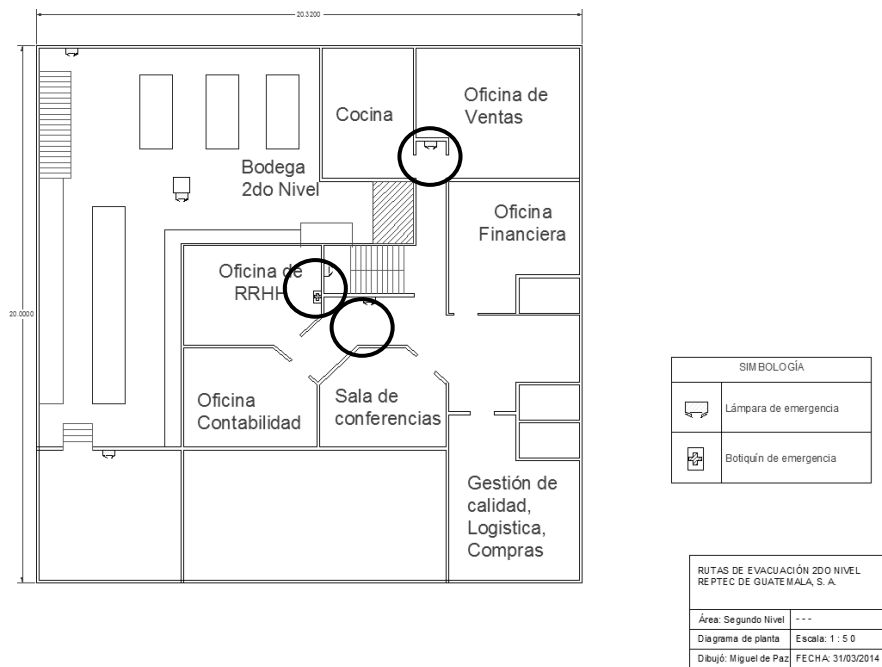 20.3200
Cocina
Oficina de
Ventas
Bodega
2do Nivel
Oficina
Financiera
Oficina de
RRHH
20.0000
Oficina
Contabilidad
Sala de
conferencias
Gestión de
calidad,
Logistica,
Compras
SIMBOLOGÍA
Lámpara de emergencia
Botiquín de emergencia
RUTAS DE EVACUACIÓN 2DO NIVEL
REPTEC DE GUATEMALA, S. A.
Área: Segundo Nivel ---
Diagrama de planta Escala: 1 : 50
Dibujó: Miguel de Paz FECHA: 31/03/2014